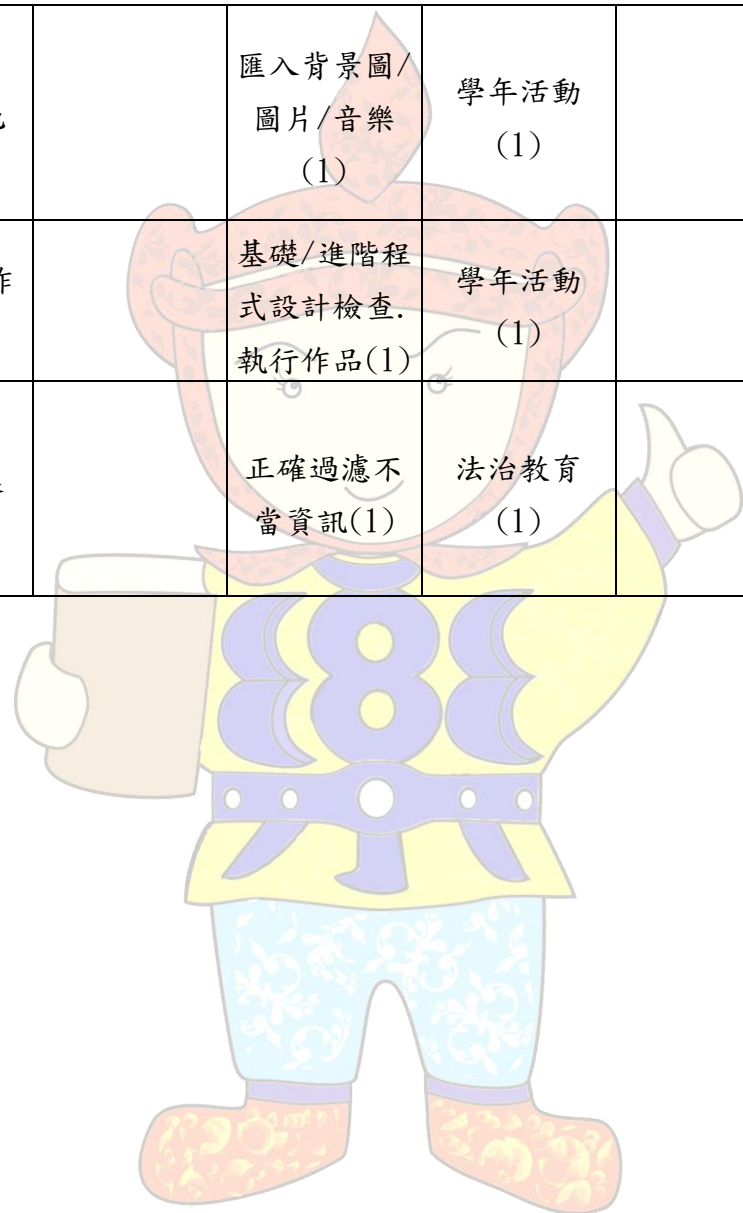 匯入背景圖/
圖片/音樂
(1)
學年活動
(1)
基礎/進階程
式設計檢查.
執行作品(1)
學年活動
(1)
正確過濾不
當資訊(1)
法治教育
(1)